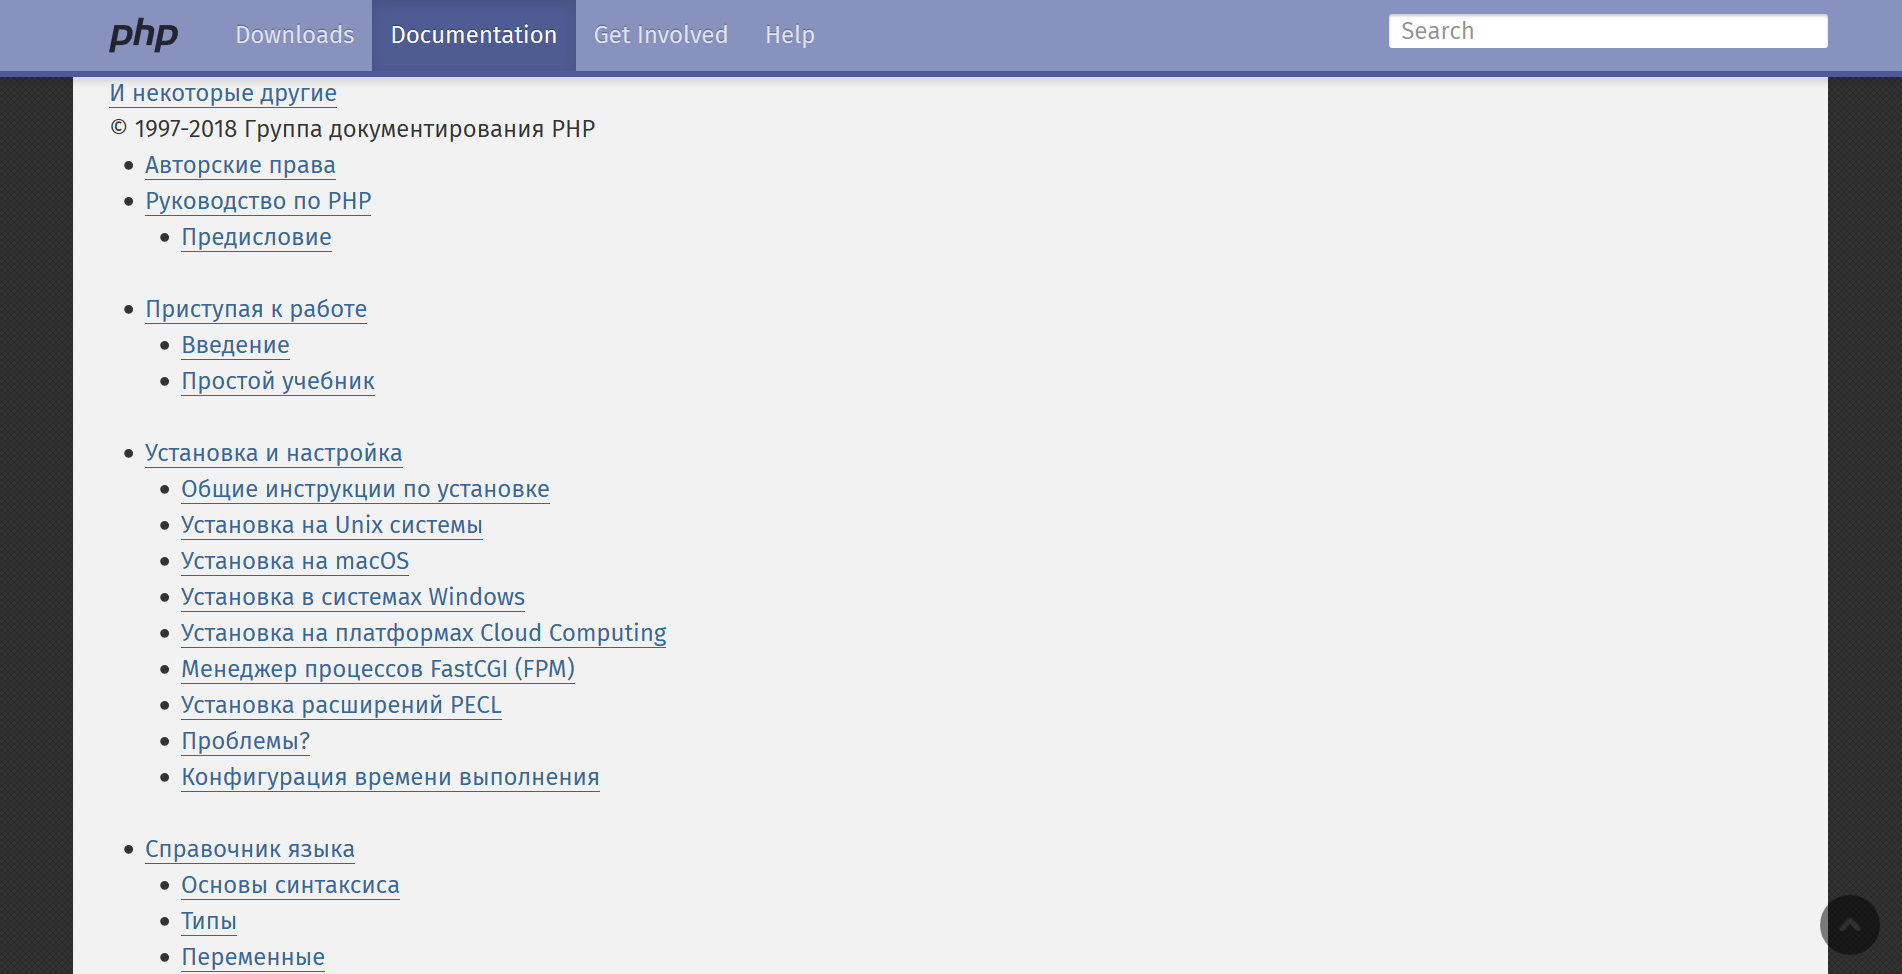 php Downloads Documentation Get Involved Help Search
И некоторые другие
© 1997-2018 Группа документирования PHP
Авторские права
Руководство по PHP
Предисловие
Приступая к работе
Введение
Простой учебник
Установка и настройка
Общие инструкции по установке
Установка на Unix системы
Установка на macOS
Установка в системах Windows
Установка на платформах Cloud Computing
Менеджер процессов FastCGI (FPM)
Установка расширений PECL
Проблемы?
Конфигурация времени выполнения
Справочник языка
Основы синтаксиса
Типы
Переменные